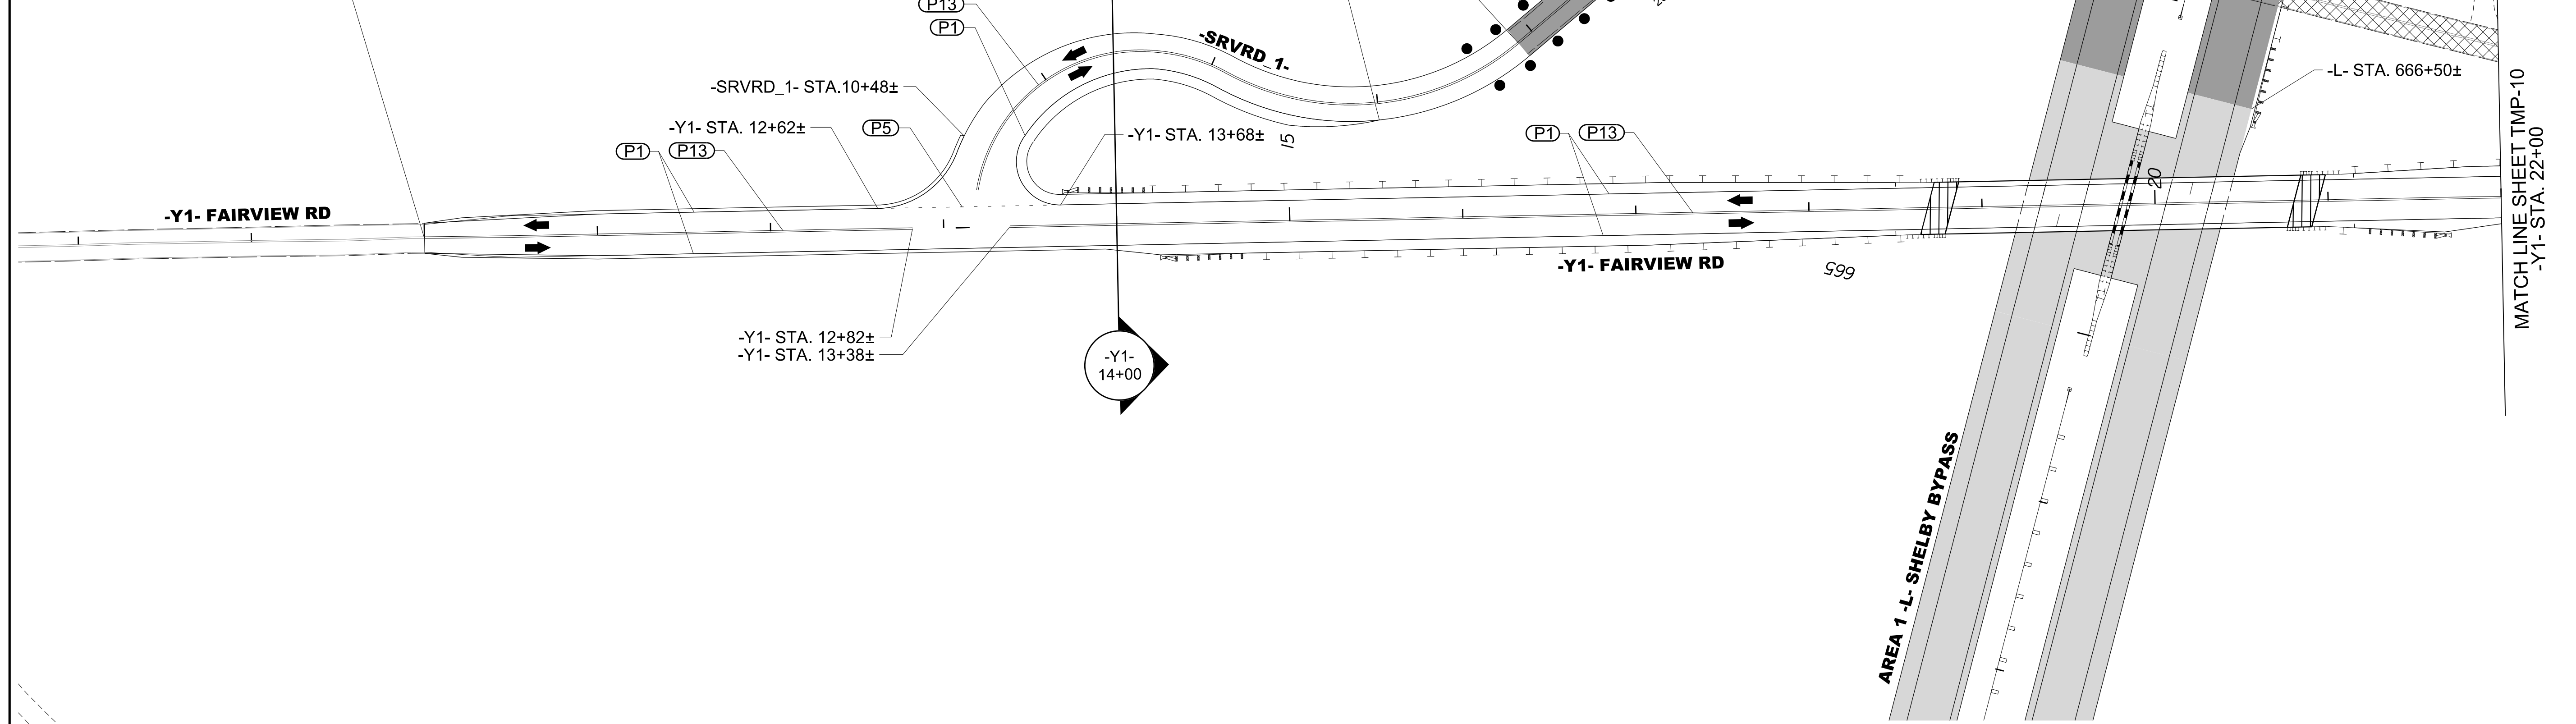 P13
P1
-SRVRD_1-
-SRVRD_1- STA.10+48±
-Y1- STA. 12+62±
P5
P1 P13
-Y1- STA. 13+68±
15
P1 P13
-L- STA. 666+50±
-Y1- FAIRVIEW RD
20
-Y1- FAIRVIEW RD
665
-Y1- STA. 12+82±
-Y1- STA. 13+38±
-Y1-
14+00
AREA 1 -L- SHELBY BYPASS
MATCH LINE SHEET TMP-10
-Y1- STA. 22+00